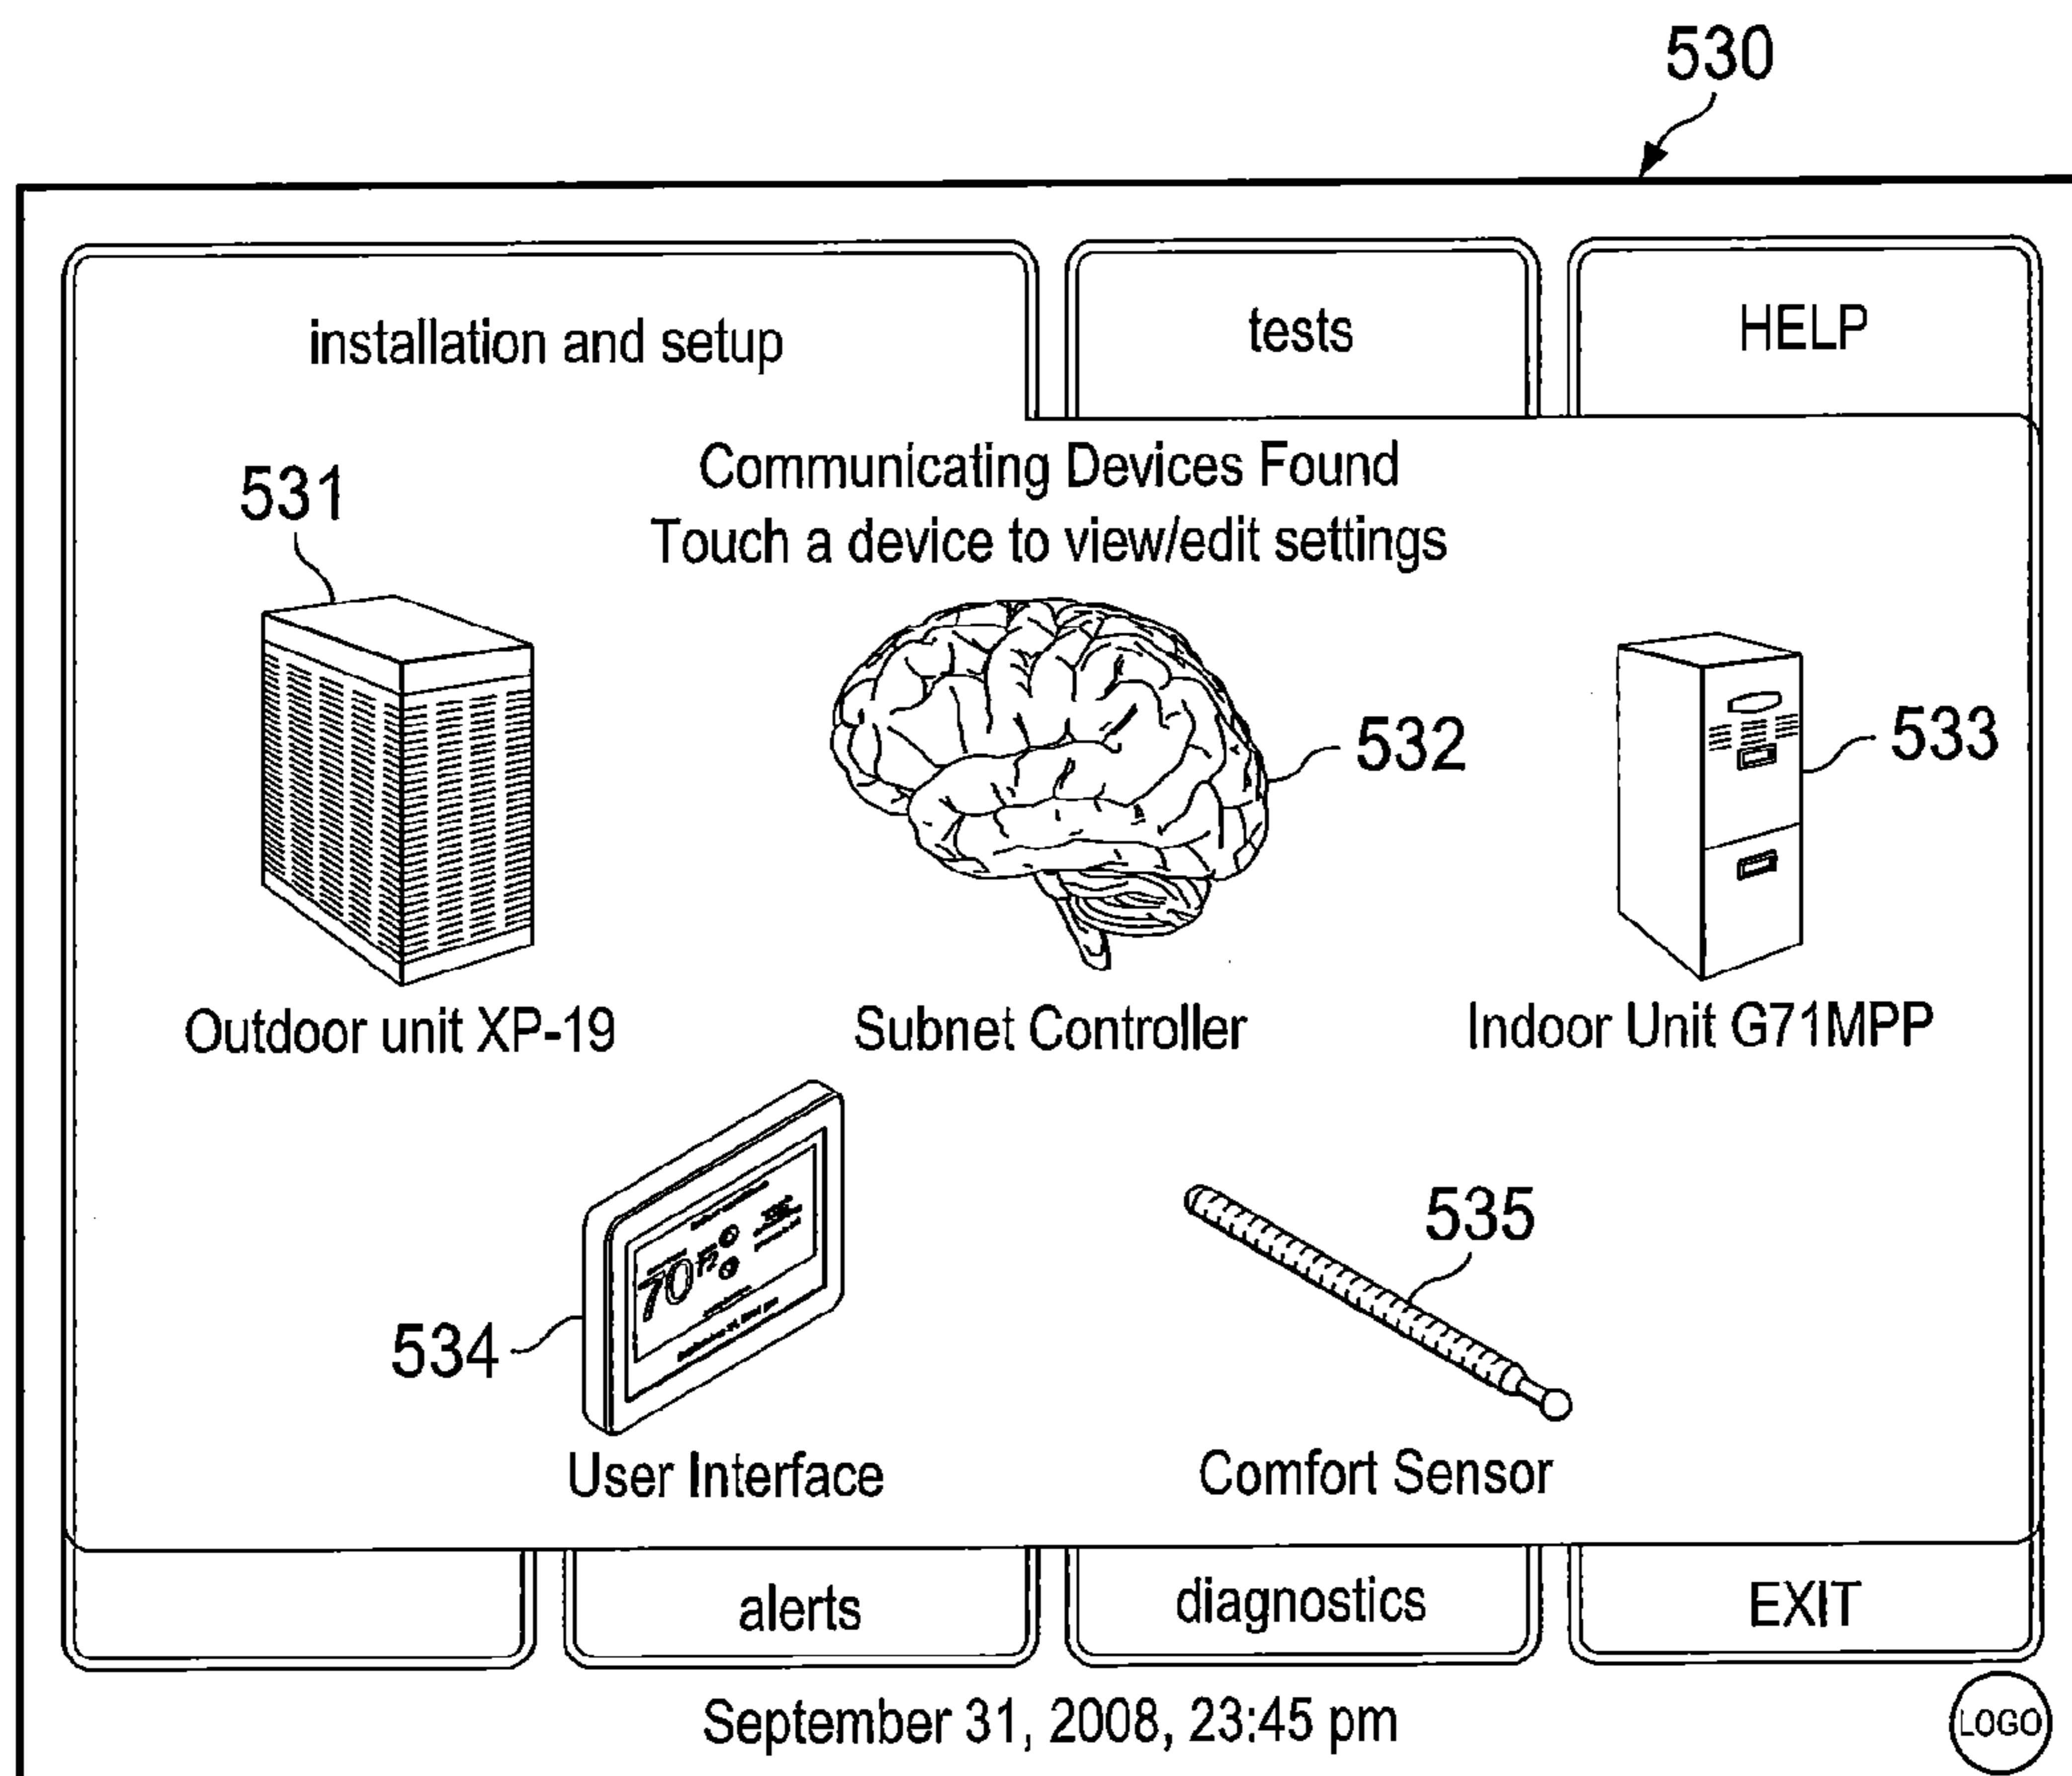 530
installation and setup
tests
HELP
Communicating Devices Found
Touch a device to view/edit settings
531
532
533
Outdoor unit XP-19
Subnet Controller
Indoor Unit G71MPP
534
70
535
User Interface
Comfort Sensor
alerts
diagnostics
EXIT
September 31, 2008, 23:45 pm
LOGO